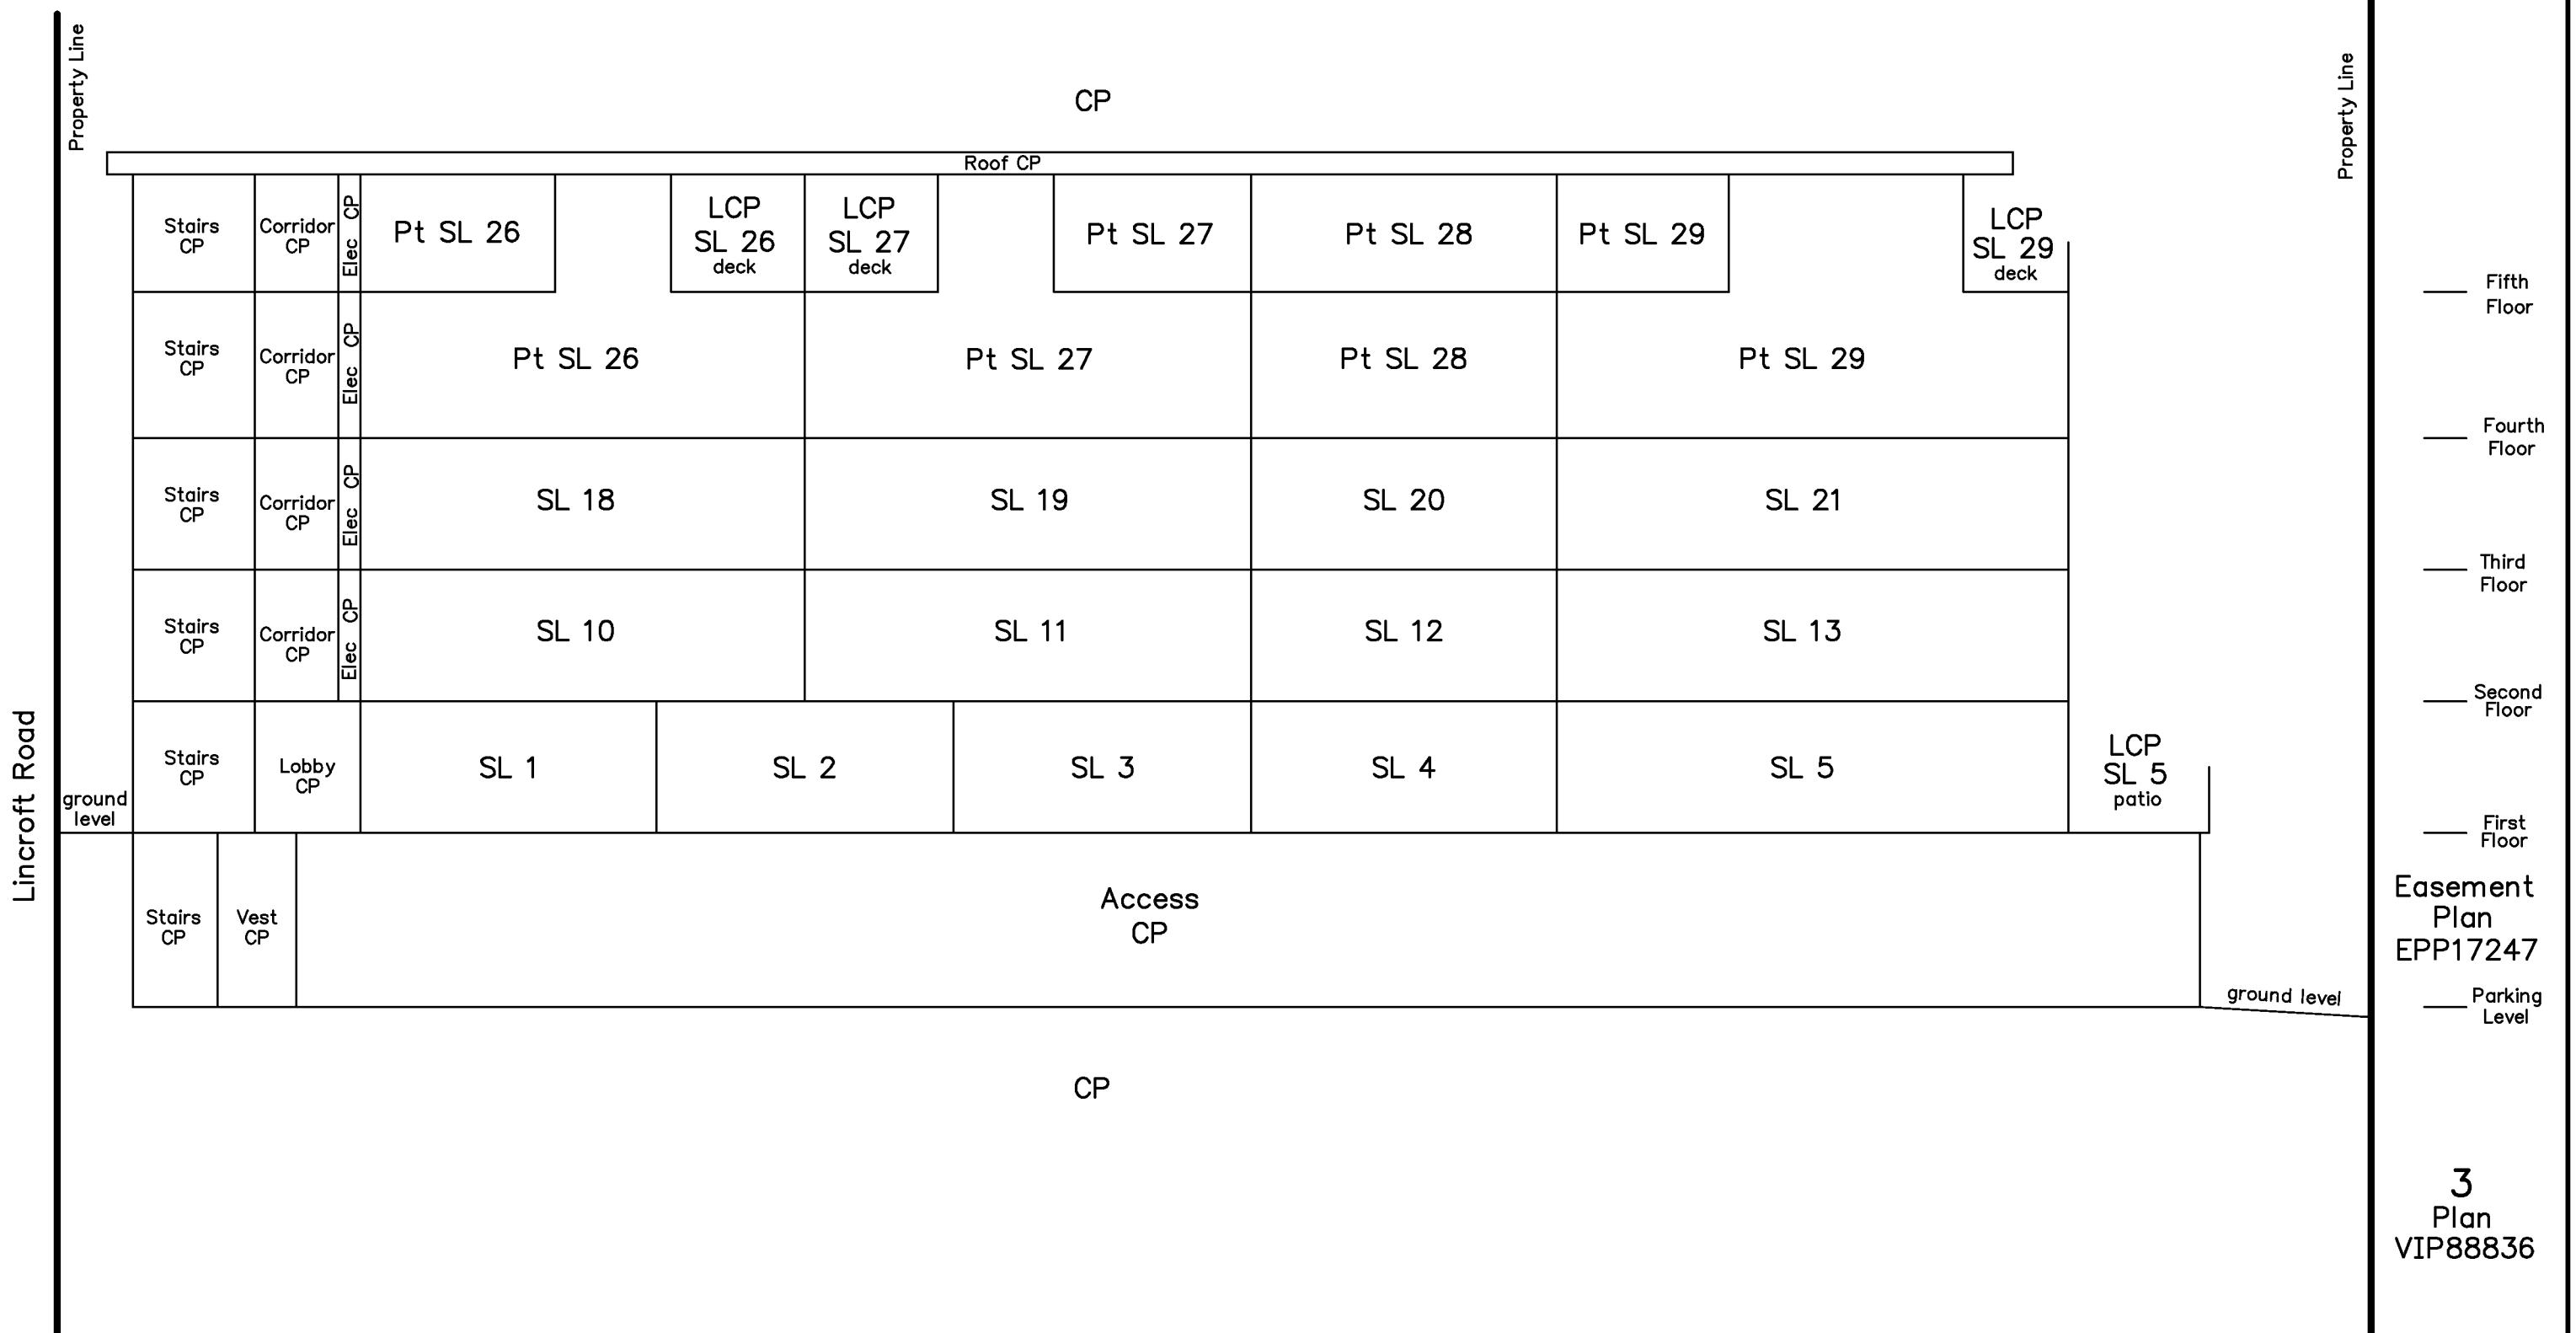 Property Line
Property Line
CP
Roof CP
Stairs
CP
Corridor
CP
Elec CP
Pt SL 26
LCP
SL 26
deck
LCP
SL 27
deck
Pt SL 27
Pt SL 28
Pt SL 29
LCP
SL 29
deck
Fifth
Floor
Stairs
CP
Corridor
CP
Elec CP
Pt SL 26
Pt SL 27
Pt SL 28
Pt SL 29
Fourth
Floor
Stairs
CP
Corridor
CP
Elec CP
SL 18
SL 19
SL 20
SL 21
Third
Floor
Stairs
CP
Corridor
CP
Elec CP
SL 10
SL 11
SL 12
SL 13
Second
Floor
Lincroft Road
ground
level
Stairs
CP
Lobby
CP
SL 1
SL 2
SL 3
SL 4
SL 5
LCP
SL 5
patio
First
Floor
Stairs
CP
Vest
CP
Access
CP
Easement
Plan
EPP17247
ground level
Parking
Level
CP
3
Plan
VIP88836